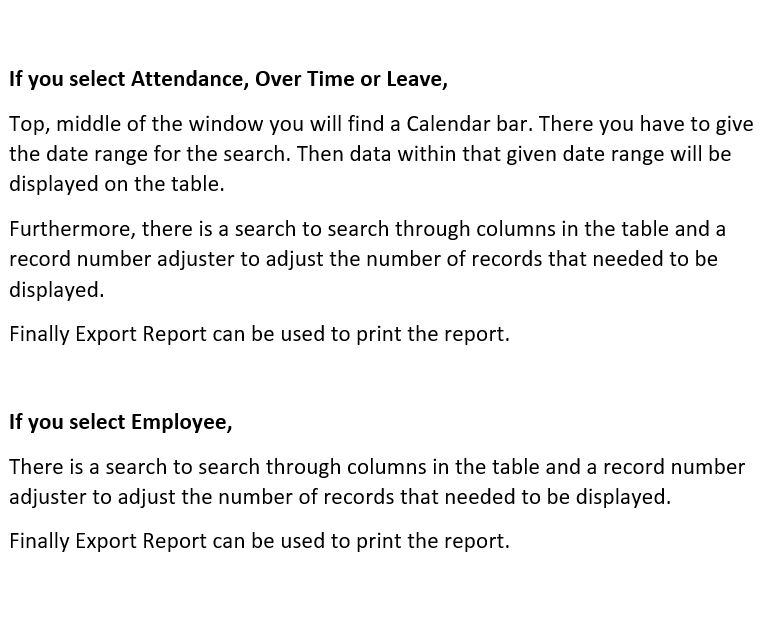 If you select Attendance, Over Time or Leave,
Top, middle of the window you will find a Calendar bar. There you have to give
the date range for the search. Then data within that given date range will be
displayed on the table.
Furthermore, there is a search to search through columns in the table and a
record number adjuster to adjust the number of records that needed to be
displayed.
Finally Export Report can be used to print the report.
If you select Employee,
There is a search to search through columns in the table and a record number
adjuster to adjust the number of records that needed to be displayed.
Finally Export Report can be used to print the report.